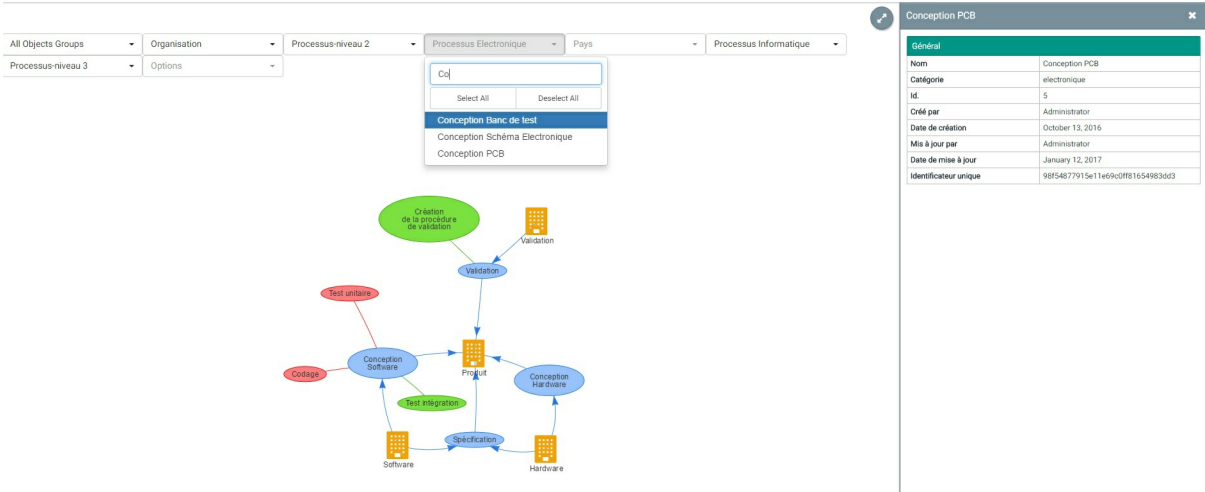 All Objects Groups
Organisation
Processus-niveau 2
Processus Electronique
Pays
Processus Informatique
Processus-niveau 3
Options
Co
Select All
Deselect All
Conception Banc de test
Conception Schéma Electronique
Conception PCB
Création
de la procédure
de validation
Validation
Validation
Test unitaire
Conception
Software
Produit
Codage
Conception
Hardware
Test intégration
Spécification
Software
Hardware
Conception PCB
Général
Nom Conception PCB
Catégorie electronique
Id. 5
Créé par Administrator
Date de création October 13, 2016
Mis à jour par Administrator
Date de mise à jour January 12, 2017
Identificateur unique 98f54877915e11e69c0ff81654983dd3